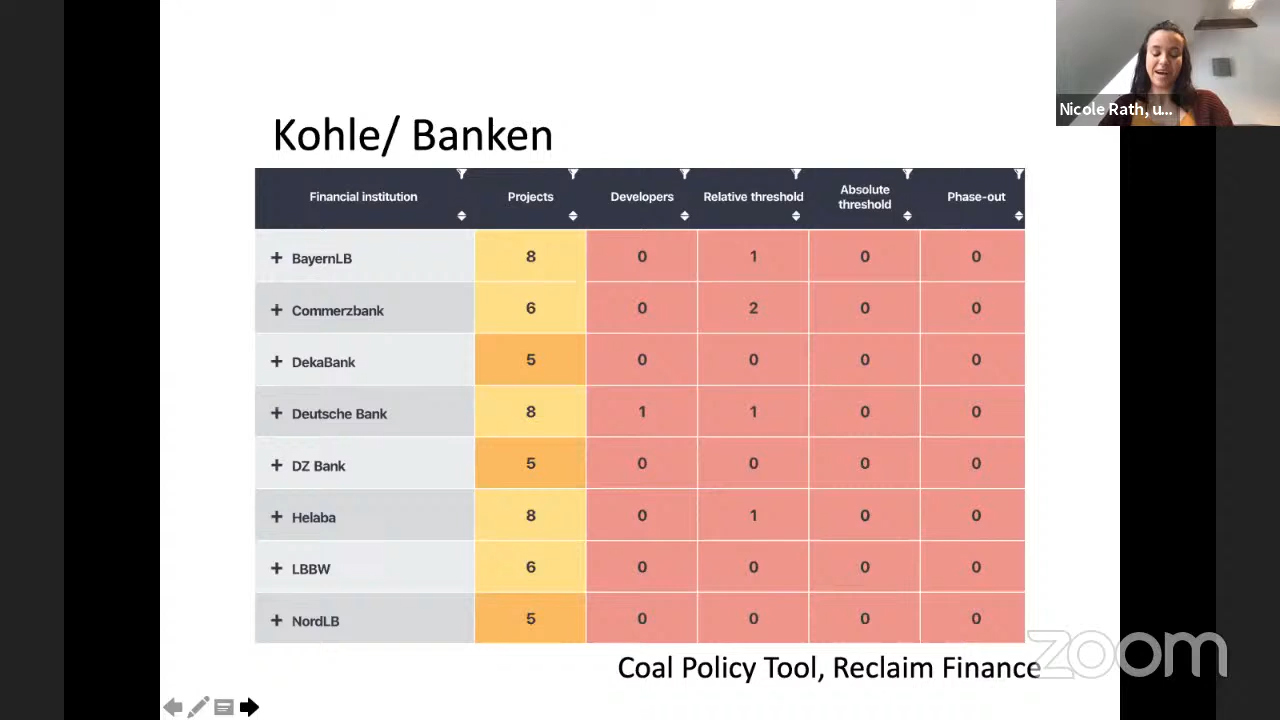 Nicole Rath, u...
Kohle/ Banken
Financial institution Projects Developers Relative threshold Absolute threshold Phase-out
+ BayernLB 8 0 1 0 0
+ Commerzbank 6 0 2 0 0
+ DekaBank 5 0 0 0 0
+ Deutsche Bank 8 1 1 0 0
+ DZ Bank 5 0 0 0 0
+ Helaba 8 0 1 0 0
+ LBBW 6 0 0 0 0
+ NordLB 5 0 0 0 0
Coal Policy Tool, Reclaim Finance
zoom